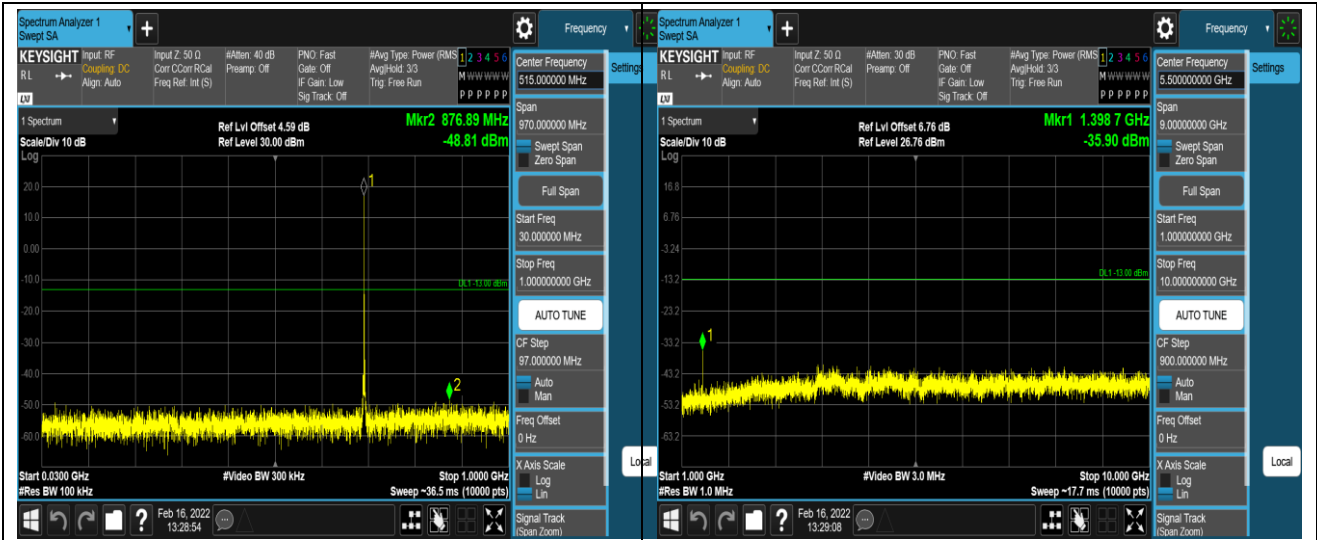 Spectrum Analyzer 1
Swept SA
+
Frequency
KEYSIGHT
R L
LXI
Input: RF
Coupling: DC
Align: Auto
Input Z: 50 Ω
Corr CCorr RCal
Freq Ref: Int (S)
#Atten: 40 dB
Preamp: Off
PNO: Fast
Gate: Off
IF Gain: Low
Sig Track: Off
#Avg Type: Power (RMS
Avg|Hold: 3/3
Trig: Free Run
1 2 3 4 5 6
M W W W W W
P P P P P P
1 Spectrum
Scale/Div 10 dB
Log
Ref Lvl Offset 4.59 dB
Ref Level 30.00 dBm
Mkr2 876.89 MHz
-48.81 dBm
20.0
10.0
0.00
-10.0
-20.0
-30.0
-40.0
-50.0
-60.0
1
DL1 -13.00 dBm
2
Start 0.0300 GHz
#Res BW 100 kHz
#Video BW 300 kHz
Stop 1.0000 GHz
Sweep ~36.5 ms (10000 pts)
Center Frequency
515.000000 MHz
Span
970.000000 MHz
Swept Span
Zero Span
Full Span
Start Freq
30.000000 MHz
Stop Freq
1.000000000 GHz
AUTO TUNE
CF Step
97.000000 MHz
Auto
Man
Freq Offset
0 Hz
X Axis Scale
Log
Lin
Signal Track
(Span Zoom)
Settings
Local
?
Feb 16, 2022
13:28:54
Spectrum Analyzer 1
Swept SA
+
Frequency
KEYSIGHT
R L
LXI
Input: RF
Coupling: DC
Align: Auto
Input Z: 50 Ω
Corr CCorr RCal
Freq Ref: Int (S)
#Atten: 30 dB
Preamp: Off
PNO: Fast
Gate: Off
IF Gain: Low
Sig Track: Off
#Avg Type: Power (RMS
Avg|Hold: 3/3
Trig: Free Run
1 2 3 4 5 6
M W W W W W
P P P P P P
1 Spectrum
Scale/Div 10 dB
Log
Ref Lvl Offset 6.76 dB
Ref Level 26.76 dBm
Mkr1 1.398 7 GHz
-35.90 dBm
16.8
6.76
-3.24
-13.2
-23.2
-33.2
-43.2
-53.2
-63.2
DL1 -13.00 dBm
1
Start 1.000 GHz
#Res BW 1.0 MHz
#Video BW 3.0 MHz
Stop 10.000 GHz
Sweep ~17.7 ms (10000 pts)
Center Frequency
5.500000000 GHz
Span
9.00000000 GHz
Swept Span
Zero Span
Full Span
Start Freq
1.000000000 GHz
Stop Freq
10.000000000 GHz
AUTO TUNE
CF Step
900.000000 MHz
Auto
Man
Freq Offset
0 Hz
X Axis Scale
Log
Lin
Signal Track
(Span Zoom)
Settings
Local
?
Feb 16, 2022
13:29:08